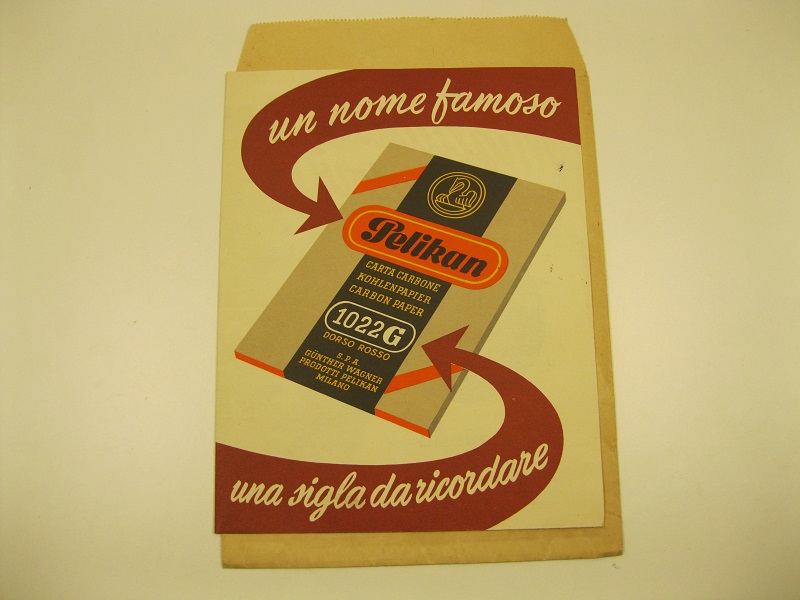 un nome famoso
Pelikan
CARTA CARBONE
KOHLENPAPIER
CARBON PAPER
1022G
DORSO ROSSO
S.P.A.
GÜNTHER WAGNER
PRODOTTI PELIKAN
MILANO
una sigla da ricordare